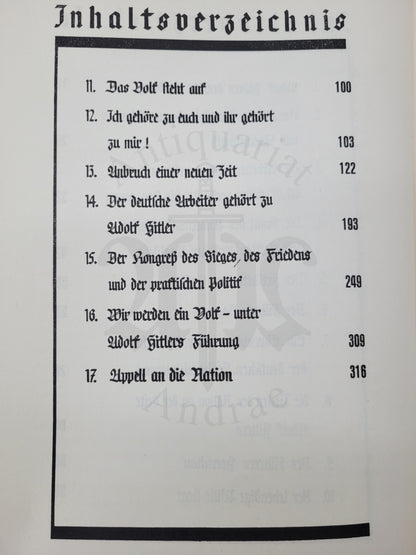 Inhaltsverzeichnis
11. Das Volk steht auf 100
12. Ich gehöre zu euch und ihr gehört
zu mir ! 103
13. Anbruch einer neuen Zeit 122
14. Der deutsche Arbeiter gehört zu
Adolf Hitler 193
15. Der Kongreß des Sieges, des Friedens
und der praktischen Politik 249
16. Wir werden ein Volk – unter
Adolf Hitlers Führung 309
17. Appell an die Nation 316
Antiquariat
Andrae